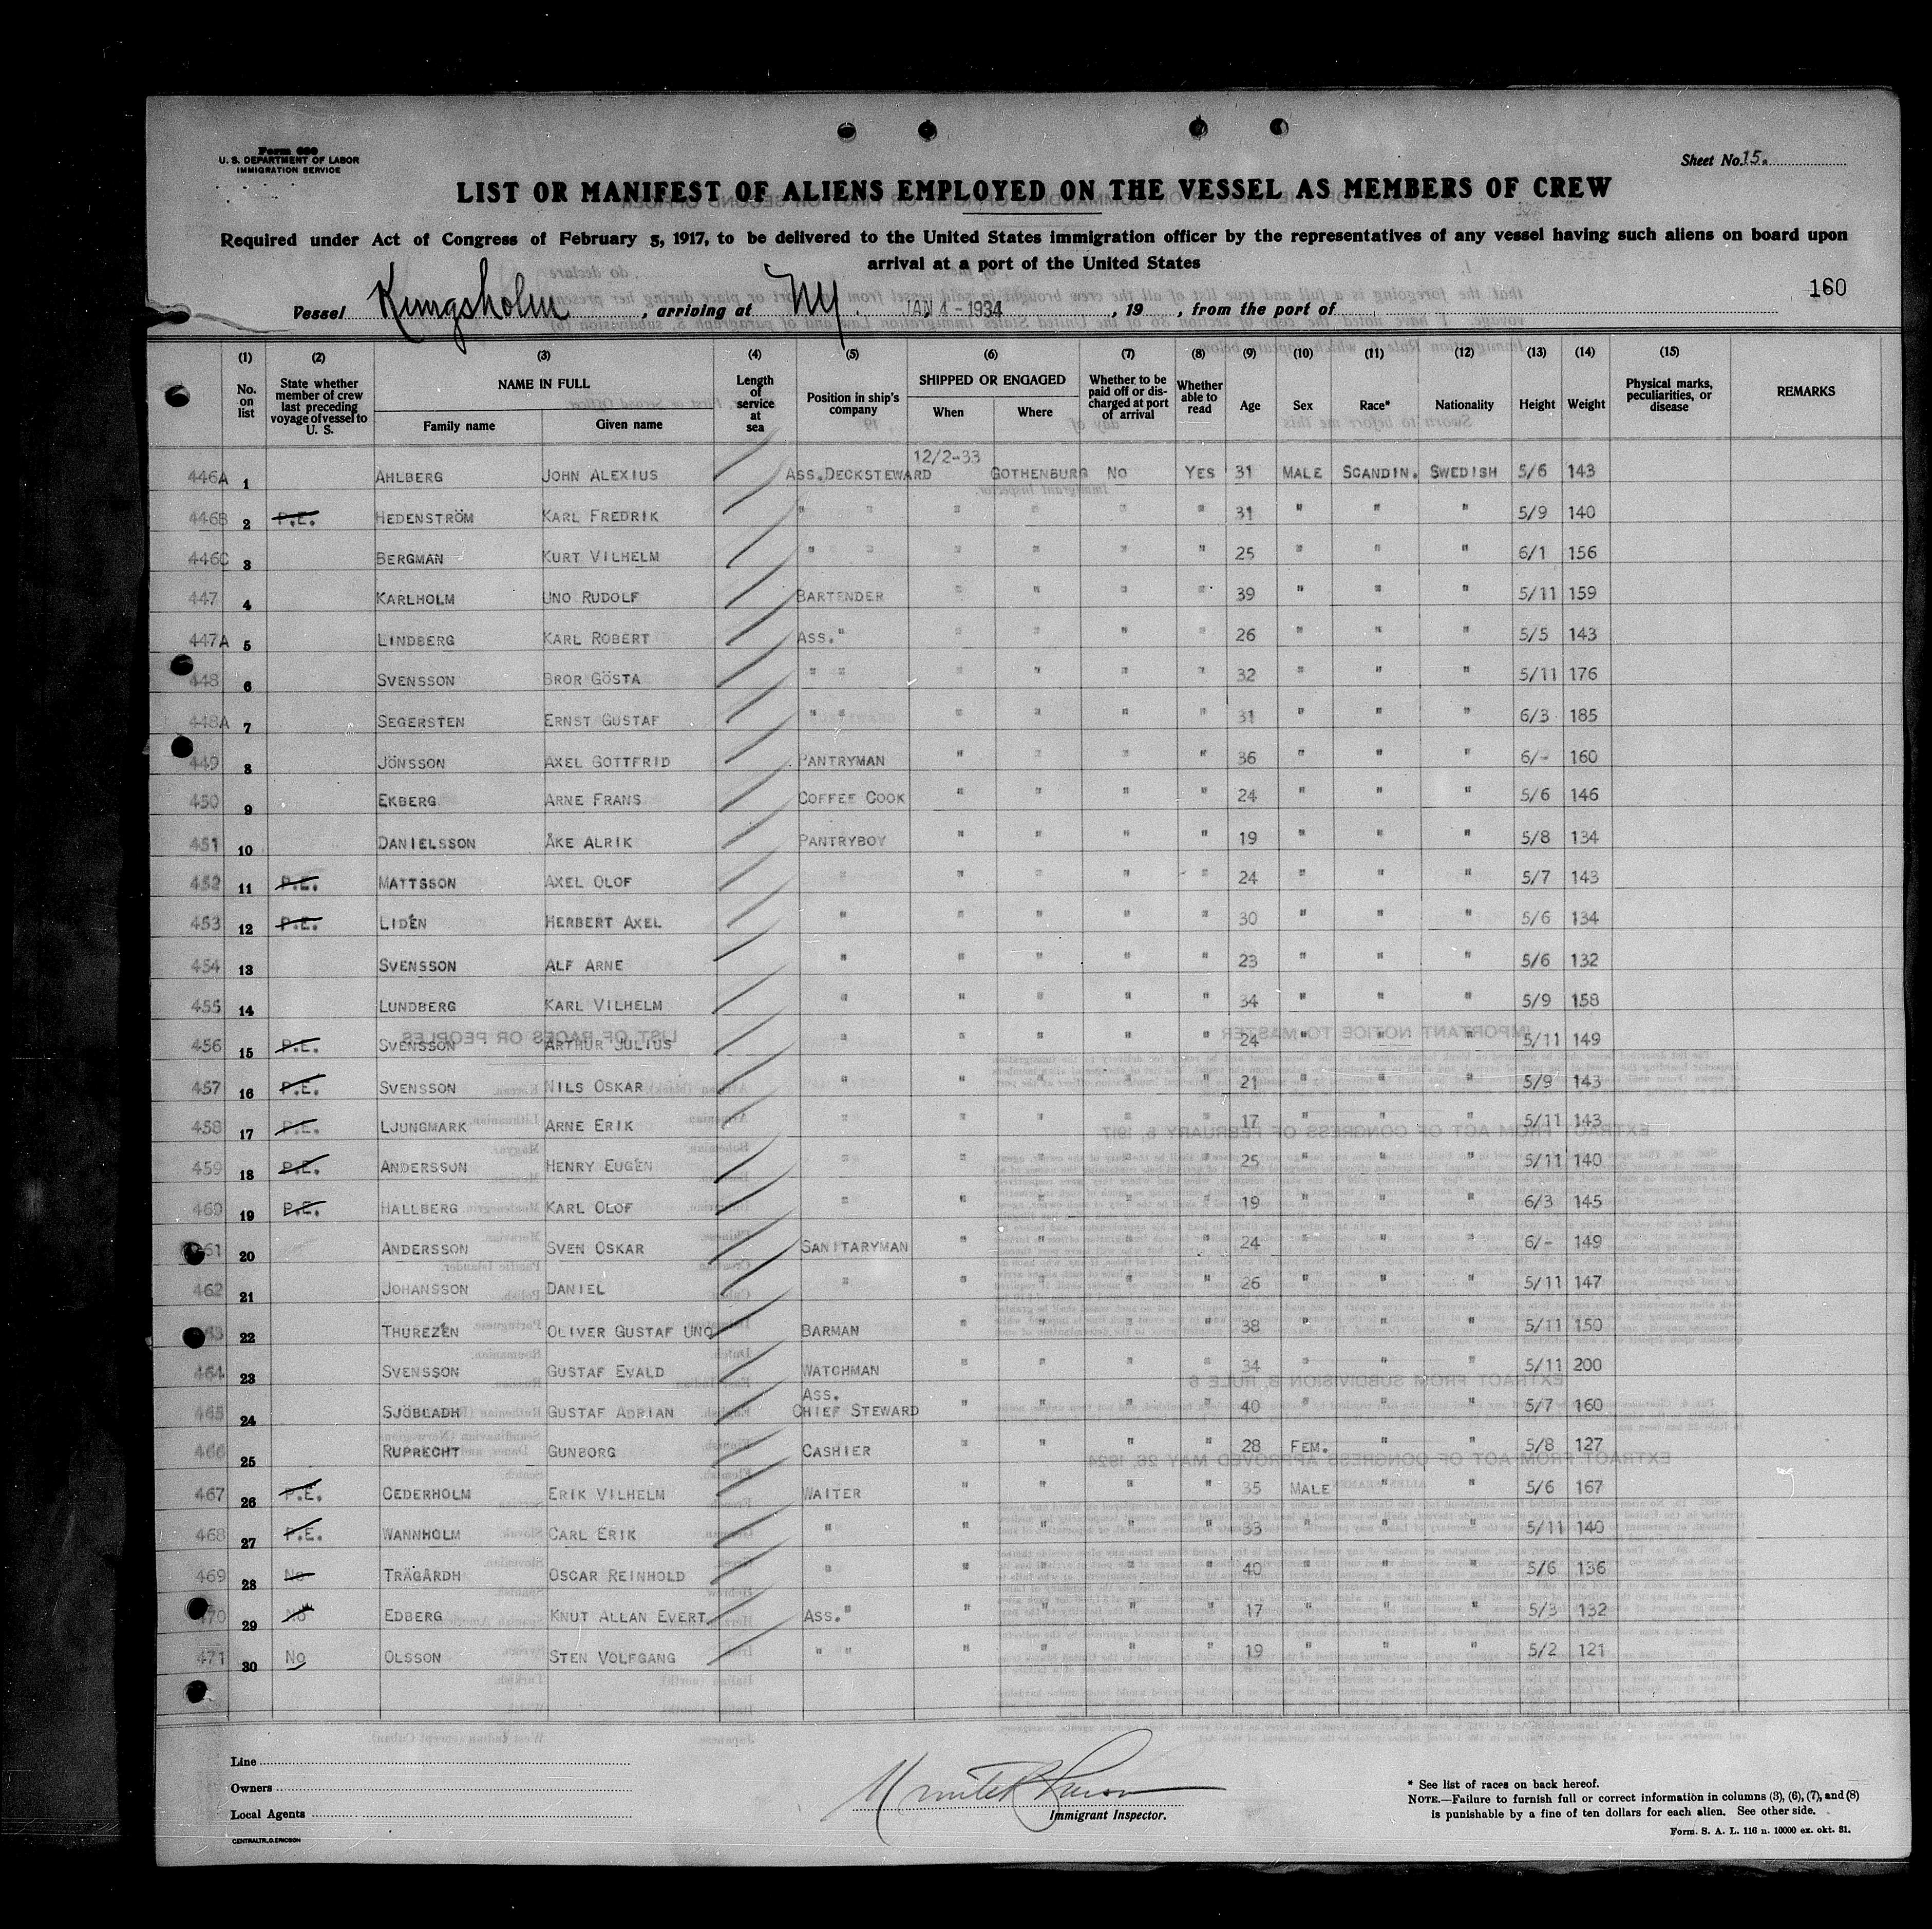 Form 680
U. S. DEPARTMENT OF LABOR
IMMIGRATION SERVICE
Sheet No. 15.
LIST OR MANIFEST OF ALIENS EMPLOYED ON THE VESSEL AS MEMBERS OF CREW
Required under Act of Congress of February 5, 1917, to be delivered to the United States immigration officer by the representatives of any vessel having such aliens on board upon
arrival at a port of the United States
160
Vessel Kungsholm, arriving at NY. JAN 4 - 1934, 19 , from the port of
(1) (2) (3) (4) (5) (6) (7) (8) (9) (10) (11) (12) (13) (14) (15)
No. on list | State whether member of crew last preceding voyage of vessel to U. S. | NAME IN FULL | Family name | Given name | Length of service at sea | Position in ship's company | SHIPPED OR ENGAGED | When | Where | Whether to be paid off or discharged at port of arrival | Whether able to read | Age | Sex | Race* | Nationality | Height | Weight | Physical marks, peculiarities, or disease | REMARKS
12/2-33
446A 1 AHLBERG JOHN ALEXIUS ASS.DECKSTEWARD GOTHENBURG NO YES 31 MALE SCANDIN. SWEDISH 5/6 143
446B 2 P.E. HEDENSTRÖM KARL FREDRIK " " " " " " 31 " " " 5/9 140
446C 3 BERGMAN KURT VILHELM " " " " " " 25 " " " 6/1 156
447 4 KARLHOLM UNO RUDOLF BARTENDER " " " " 39 " " " 5/11 159
447A 5 LINDBERG KARL ROBERT ASS." " " " " 26 " " " 5/5 143
448 6 SVENSSON BROR GÖSTA " " " " " " 32 " " " 5/11 176
448A 7 SEGERSTEN ERNST GUSTAF " " " " " " 31 " " " 6/3 185
449 8 JÖNSSON AXEL GOTTFRID PANTRYMAN " " " " 36 " " " 6/- 160
450 9 EKBERG ARNE FRANS COFFEE COOK " " " " 24 " " " 5/6 146
451 10 DANIELSSON ÅKE ALRIK PANTRYBOY " " " " 19 " " " 5/8 134
452 11 P.E. MATTSSON AXEL OLOF " " " " " 24 " " " 5/7 143
453 12 P.E. LIDÉN HERBERT AXEL " " " " " 30 " " " 5/6 134
454 13 SVENSSON ALF ARNE " " " " " 23 " " " 5/6 132
455 14 LUNDBERG KARL VILHELM " " " " " 34 " " " 5/9 158
456 15 P.E. SVENSSON ARTHUR JULIUS " " " " " 24 " " " 5/11 149
457 16 P.E. SVENSSON NILS OSKAR " " " " " 21 " " " 5/9 143
458 17 P.E. LJUNGMARK ARNE ERIK " " " " " 17 " " " 5/11 143
459 18 P.E. ANDERSSON HENRY EUGÉN " " " " " 25 " " " 5/11 140
460 19 P.E. HALLBERG KARL OLOF " " " " " 19 " " " 6/3 145
61 20 ANDERSSON SVEN OSKAR SANITARYMAN " " " " 24 " " " 6/- 149
462 21 JOHANSSON DANIEL " " " " " 26 " " " 5/11 147
63 22 THUREZÉN OLIVER GUSTAF UNO BARMAN " " " " 38 " " " 5/11 150
464 23 SVENSSON GUSTAF EVALD WATCHMAN " " " " 34 " " " 5/11 200
465 24 SJÖBLADH GUSTAF ADRIAN ASS. CHIEF STEWARD " " " " 40 " " " 5/7 160
466 25 RUPRECHT GUNBORG CASHIER " " " " 28 FEM. " " 5/8 127
467 26 P.E. CEDERHOLM ERIK VILHELM WAITER " " " " 35 MALE " " 5/6 167
468 27 P.E. WANNHOLM CARL ERIK " " " " " 33 " " " 5/11 140
469 28 No TRÄGÅRDH OSCAR REINHOLD " " " " " 40 " " " 5/6 136
470 29 No EDBERG KNUT ALLAN EVERT ASS." " " " " 17 " " " 5/3 132
471 30 No OLSSON STEN VOLFGANG " " " " " " 19 " " " 5/2 121
Line
Owners
Local Agents
CENTRALTR., O. ERICSON
Immigrant Inspector.
* See list of races on back hereof.
NOTE.—Failure to furnish full or correct information in columns (3), (6), (7), and (8)
is punishable by a fine of ten dollars for each alien. See other side.
Form. S. A. L. 116 n. 10000 ex. okt. 31.